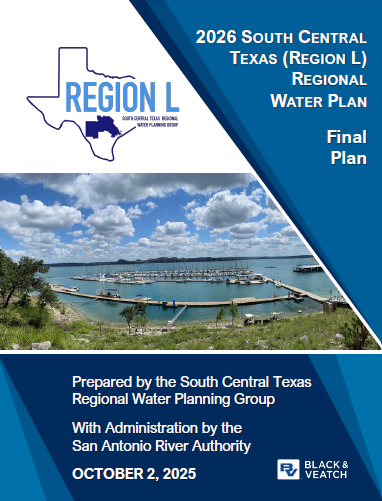 2026 SOUTH CENTRAL
TEXAS (REGION L)
REGIONAL
WATER PLAN
Final
Plan
REGION L
SOUTH CENTRAL TEXAS REGIONAL
WATER PLANNING GROUP
Prepared by the South Central Texas
Regional Water Planning Group
With Administration by the
San Antonio River Authority
OCTOBER 2, 2025
BV
BLACK &
VEATCH